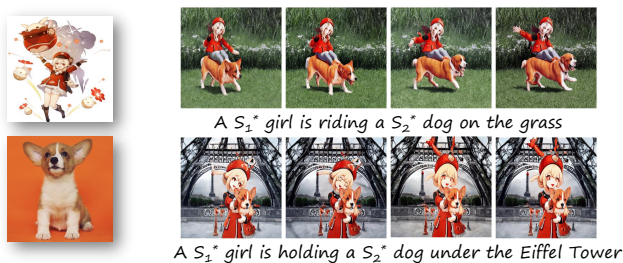 A S₁* girl is riding a S₂* dog on the grass
A S₁* girl is holding a S₂* dog under the Eiffel Tower